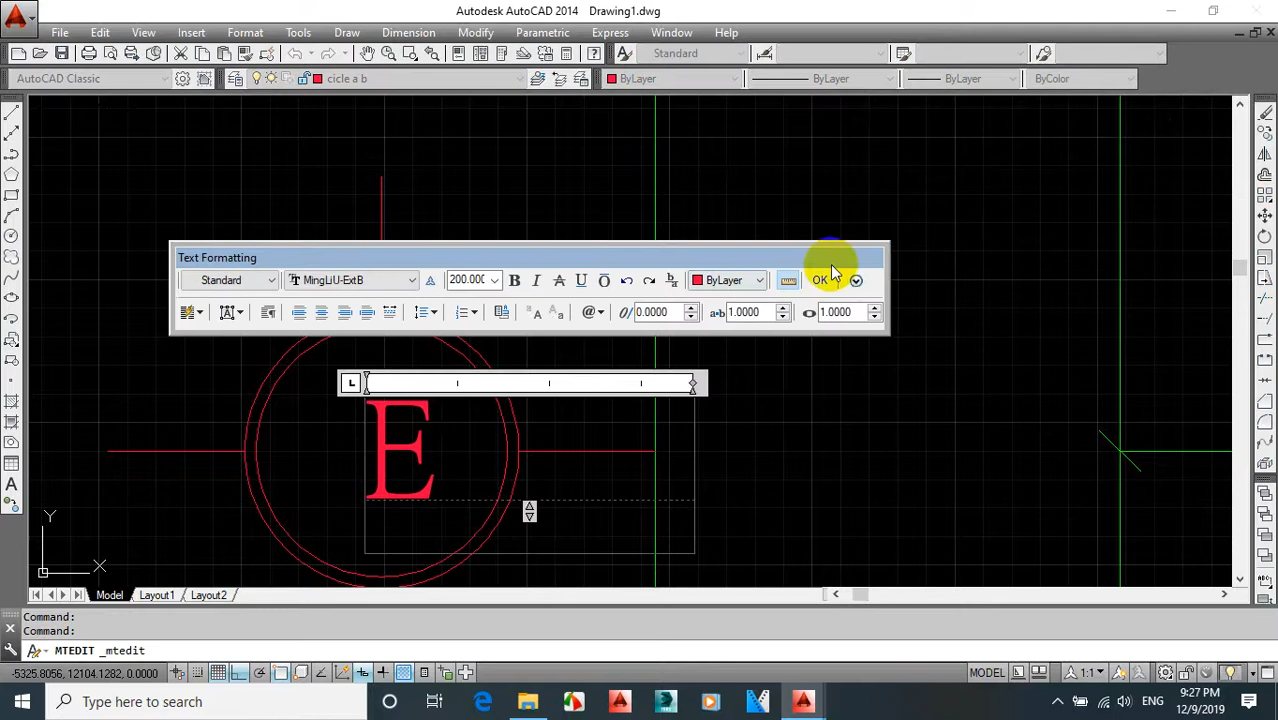 Autodesk AutoCAD 2014 Drawing1.dwg
File Edit View Insert Format Tools Draw Dimension Modify Parametric Express Window Help
Standard
AutoCAD Classic cicle a b ByLayer ByLayer ByLayer ByColor
Text Formatting
Standard MingLiU-ExtB 200.000 B I A U O ByLayer OK
@ 0/ 0.0000 a•b 1.0000 1.0000
L
E
Y
X
Model Layout1 Layout2
Command:
Command:
MTEDIT _mtedit
-5325.8056, 12104.1282, 0.0000 MODEL 1:1
Type here to search ENG 9:27 PM
12/9/2019